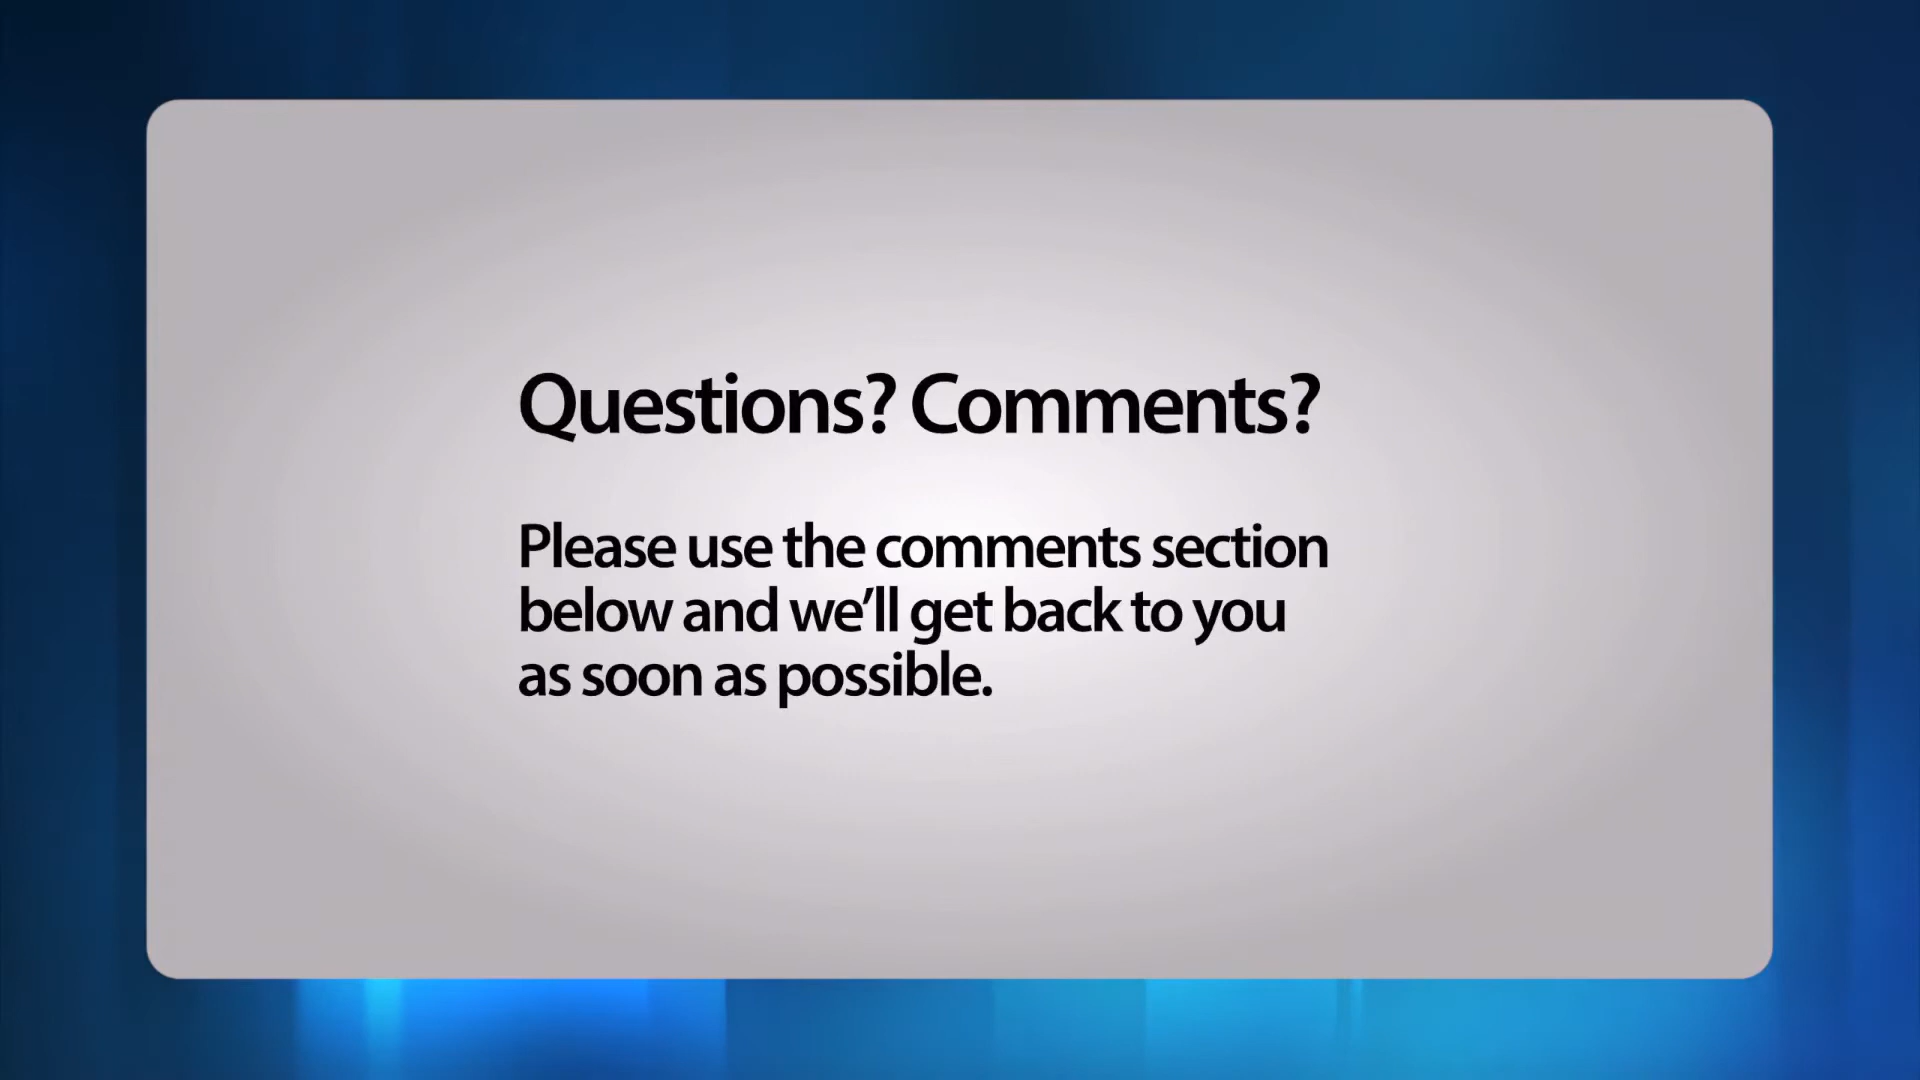 Questions? Comments?
Please use the comments section
below and we’ll get back to you
as soon as possible.